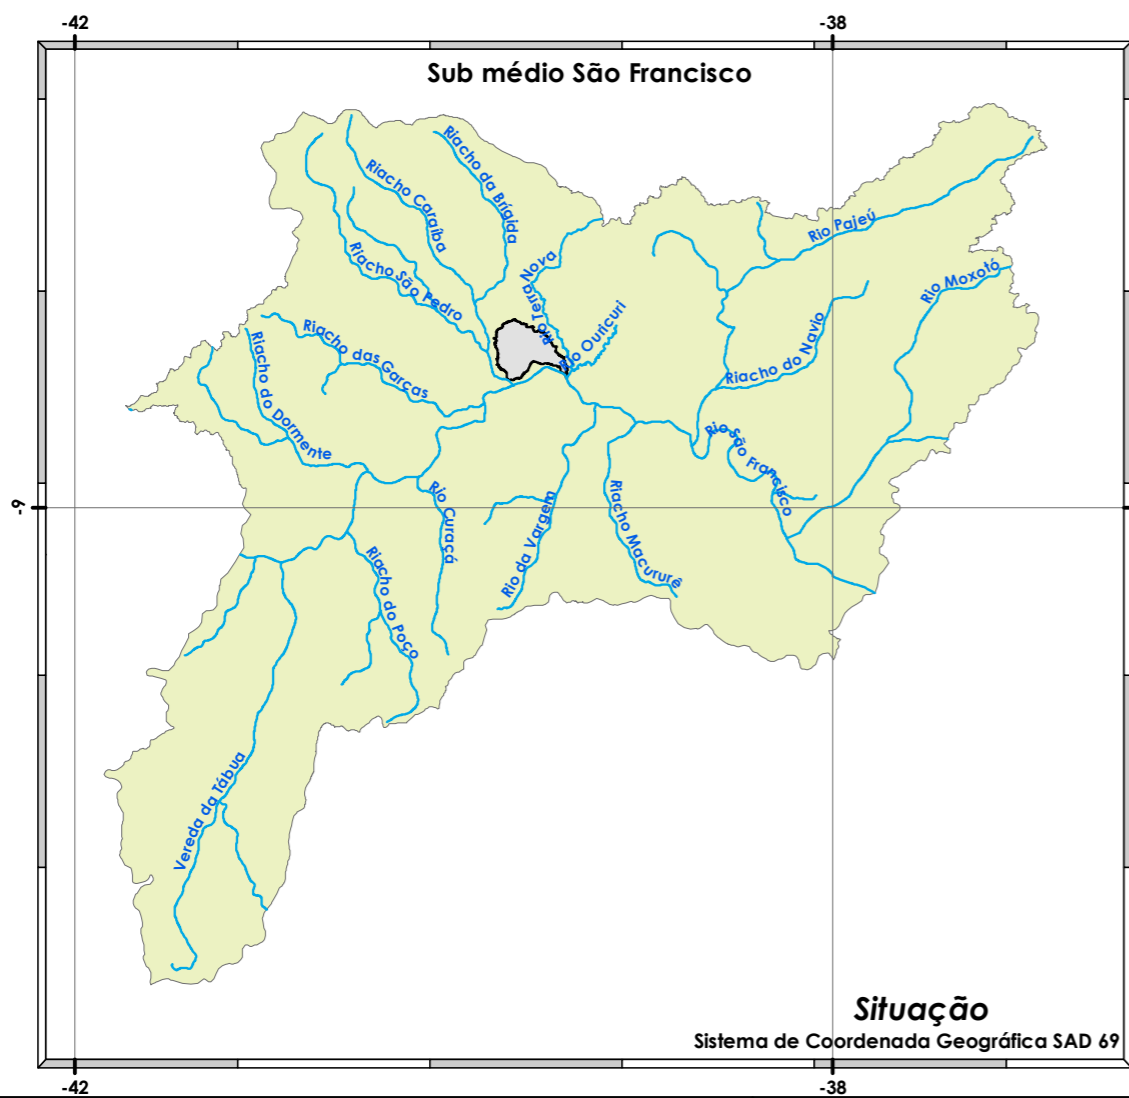 -42
-38
Sub médio São Francisco
Riacho da Brígida
Riacho Caraíba
Rio Pajeú
Riacho São Pedro
Rio Terra Nova
Rio Moxotó
Rio Ouricuri
Riacho das Garças
Riacho do Navio
Riacho do Dormente
Rio São Francisco
-9
Rio Curaçá
Rio da Vargem
Riacho Macururê
Riacho do Poço
Vereda da Tábua
Situação
Sistema de Coordenada Geográfica SAD 69
-42
-38